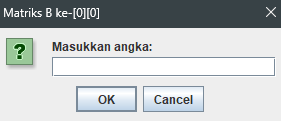 Matriks B ke-[0][0]
Masukkan angka:
?
OK Cancel